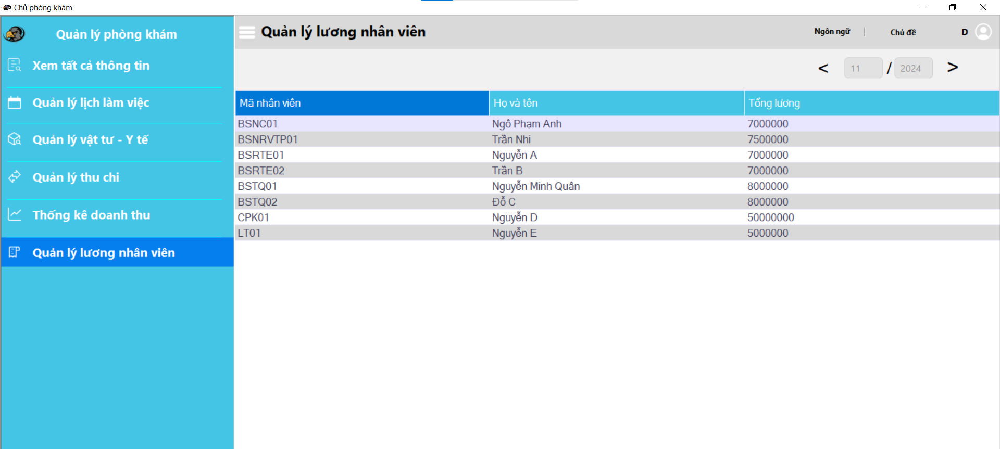 Chủ phòng khám
Quản lý phòng khám
Xem tất cả thông tin
Quản lý lịch làm việc
Quản lý vật tư - Y tế
Quản lý thu chi
Thống kê doanh thu
Quản lý lương nhân viên
Quản lý lương nhân viên
Ngôn ngữ
Chủ đề
D
< 11 / 2024 >
Mã nhân viên Họ và tên Tổng lương
BSNC01 Ngô Phạm Anh 7000000
BSNRVTP01 Trần Nhi 7500000
BSRTE01 Nguyễn A 7000000
BSRTE02 Trần B 7000000
BSTQ01 Nguyễn Minh Quân 8000000
BSTQ02 Đỗ C 8000000
CPK01 Nguyễn D 50000000
LT01 Nguyễn E 5000000